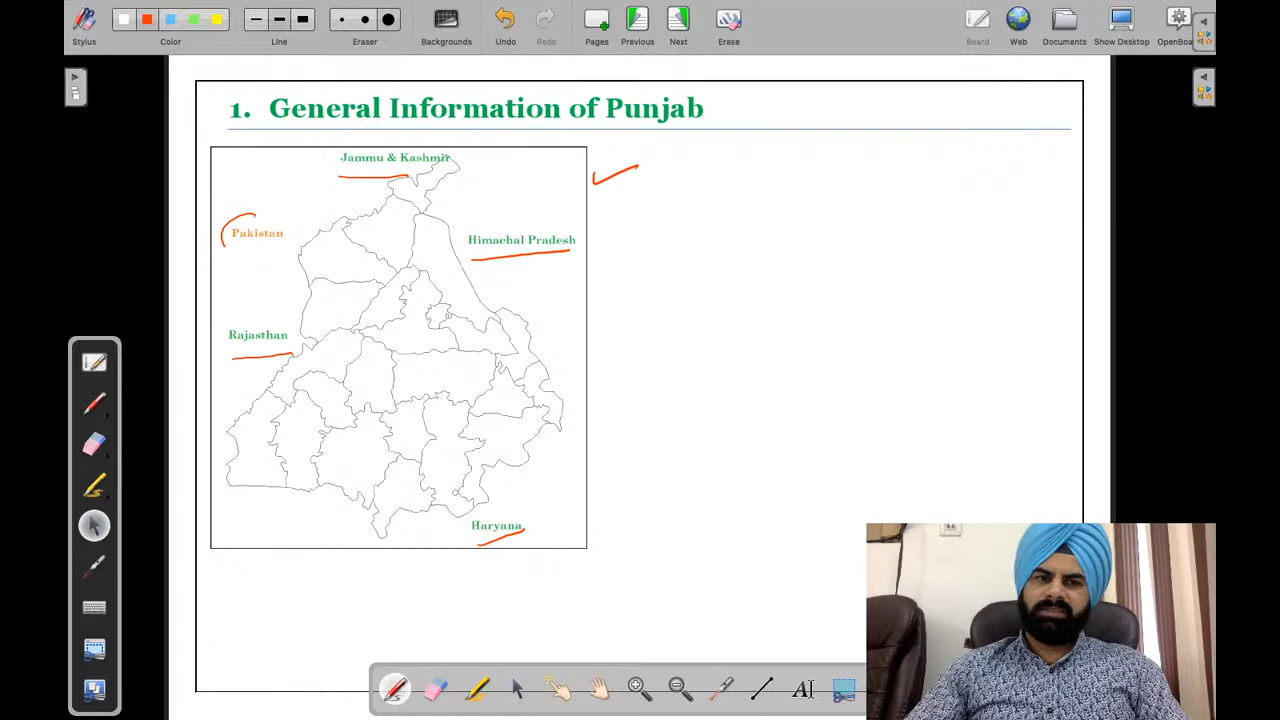 Stylus Color Line Eraser Backgrounds Undo Redo Pages Previous Next Erase Board Web Documents Show Desktop OpenBoa
1. General Information of Punjab
Jammu & Kashmir
Pakistan
Himachal Pradesh
Rajasthan
Haryana